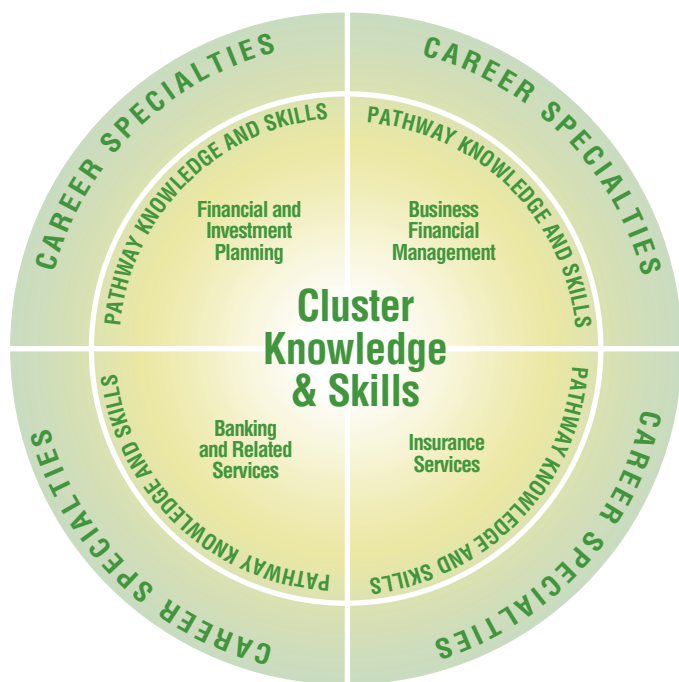 CAREER SPECIALTIES
CAREER SPECIALTIES
PATHWAY KNOWLEDGE AND SKILLS
PATHWAY KNOWLEDGE AND SKILLS
Financial and
Investment
Planning
Business
Financial
Management
Cluster
Knowledge
& Skills
Banking
and Related
Services
Insurance
Services
PATHWAY KNOWLEDGE AND SKILLS
PATHWAY KNOWLEDGE AND SKILLS
CAREER SPECIALTIES
CAREER SPECIALTIES